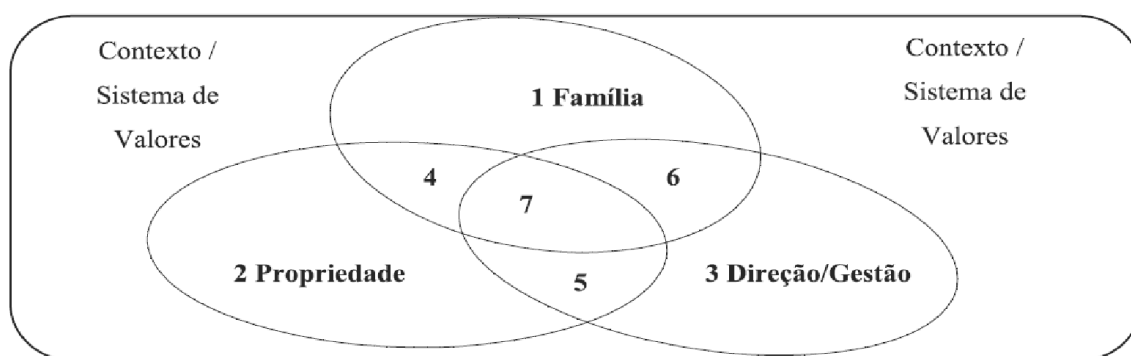 Contexto /
Sistema de
Valores
Contexto /
Sistema de
Valores
1 Família
4
7
6
2 Propriedade
5
3 Direção/Gestão